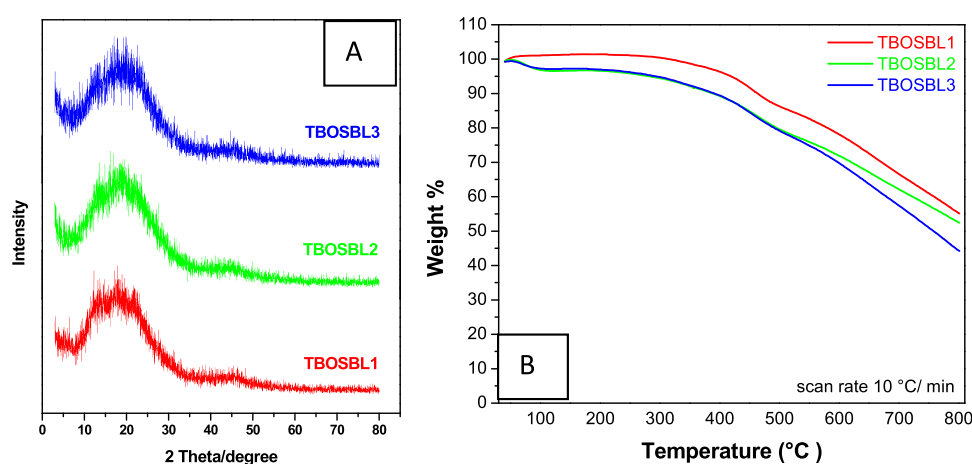 A
TBOSBL3
TBOSBL2
TBOSBL1
Intensity
0 10 20 30 40 50 60 70 80
2 Theta/degree
110
100
90
80
70
60
50
40
30
20
10
0
Weight %
TBOSBL1
TBOSBL2
TBOSBL3
B
scan rate 10 °C/ min
100 200 300 400 500 600 700 800
Temperature (°C )